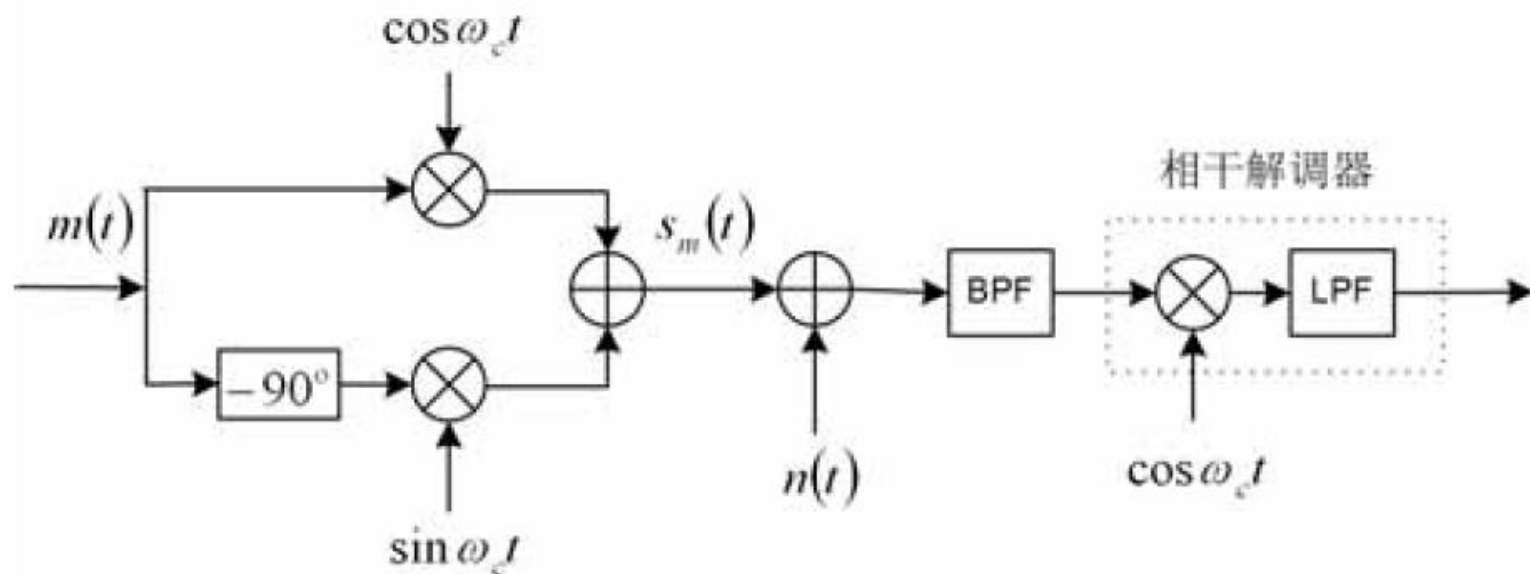 cos ω_c t
相干解调器
m(t)
s_m(t)
BPF
LPF
−90°
n(t)
cos ω_c t
sin ω_c t